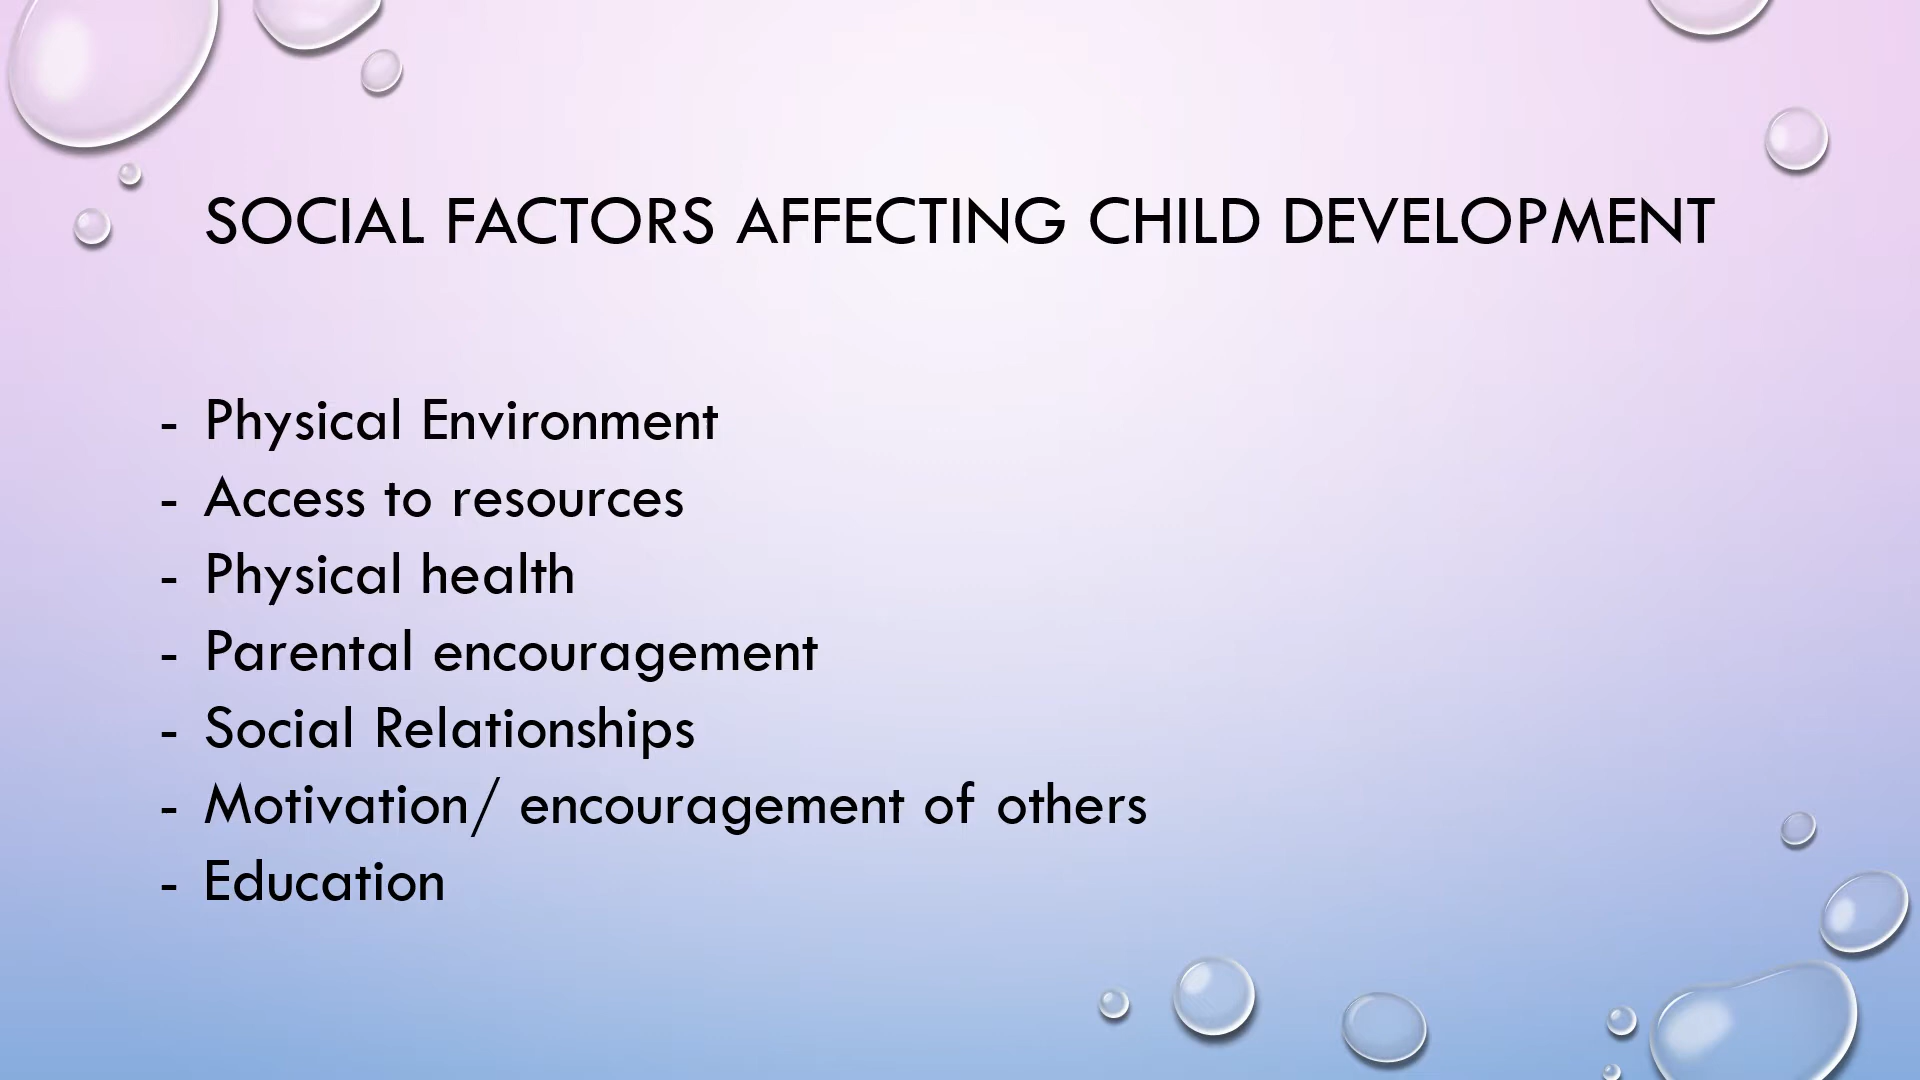 SOCIAL FACTORS AFFECTING CHILD DEVELOPMENT
- Physical Environment
- Access to resources
- Physical health
- Parental encouragement
- Social Relationships
- Motivation/ encouragement of others
- Education